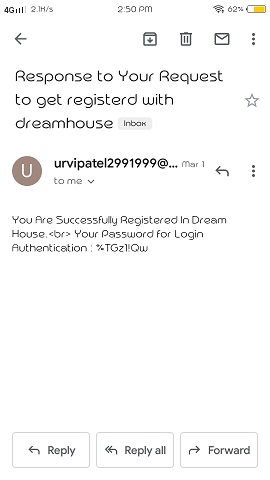 4G 2.1K/s 2:50 PM 62%
Response to Your Request
to get registerd with
dreamhouse Inbox
U urvipatel2991999@... Mar 1
to me
You Are Successfully Registered In Dream
House.<br> Your Password for Login
Authentication : %TGz1!Qw
Reply Reply all Forward